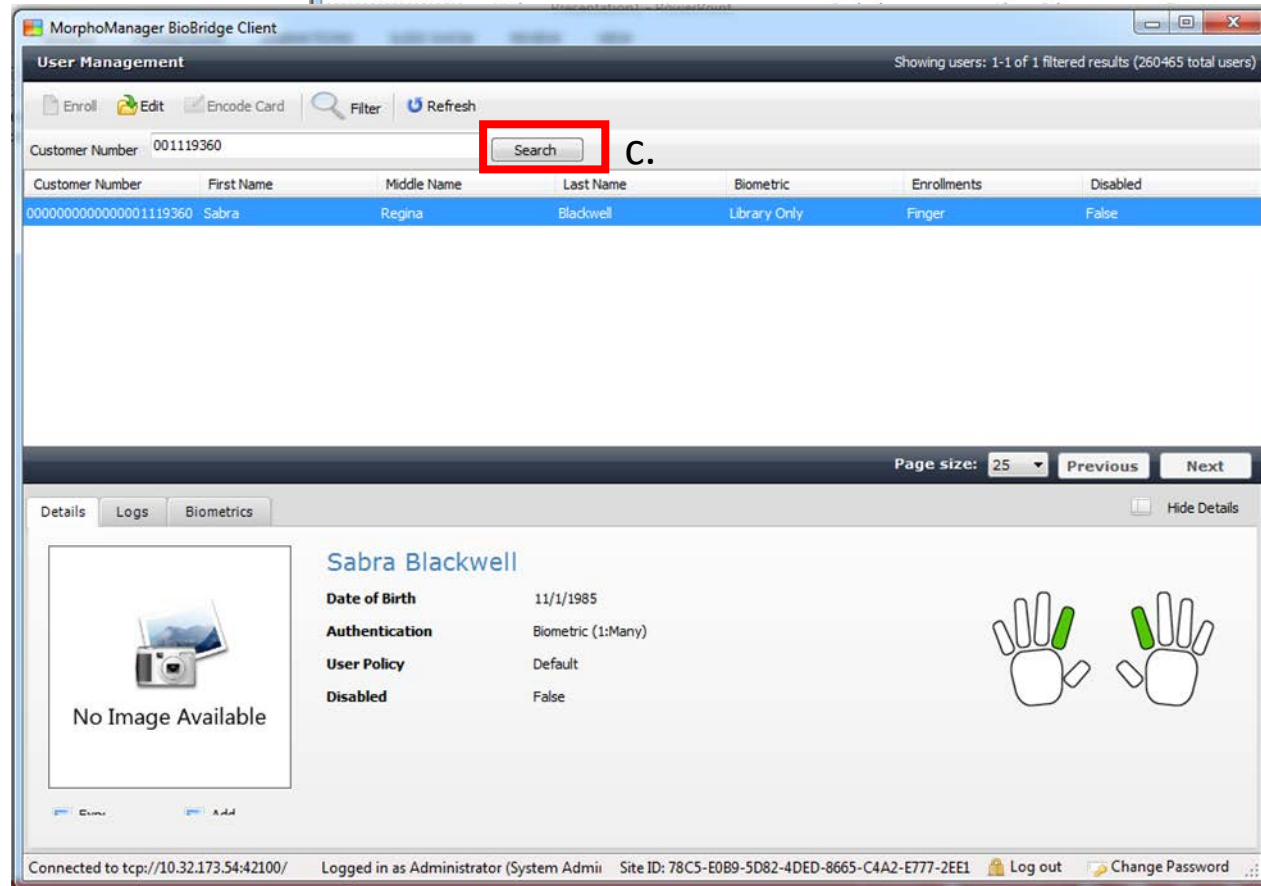 Presentation1 - PowerPoint
MorphoManager BioBridge Client
User Management Showing users: 1-1 of 1 filtered results (260465 total users)
Enroll Edit Encode Card Filter Refresh
Customer Number 001119360 Search C.
Customer Number First Name Middle Name Last Name Biometric Enrollments Disabled
0000000000000001119360 Sabra Regina Blackwell Library Only Finger False
Page size: 25 Previous Next
Details Logs Biometrics Hide Details
Sabra Blackwell
Date of Birth 11/1/1985
Authentication Biometric (1:Many)
User Policy Default
Disabled False
No Image Available
Add
Connected to tcp://10.32.173.54:42100/ Logged in as Administrator (System Admii Site ID: 78C5-E0B9-5D82-4DED-8665-C4A2-E777-2EE1 Log out Change Password